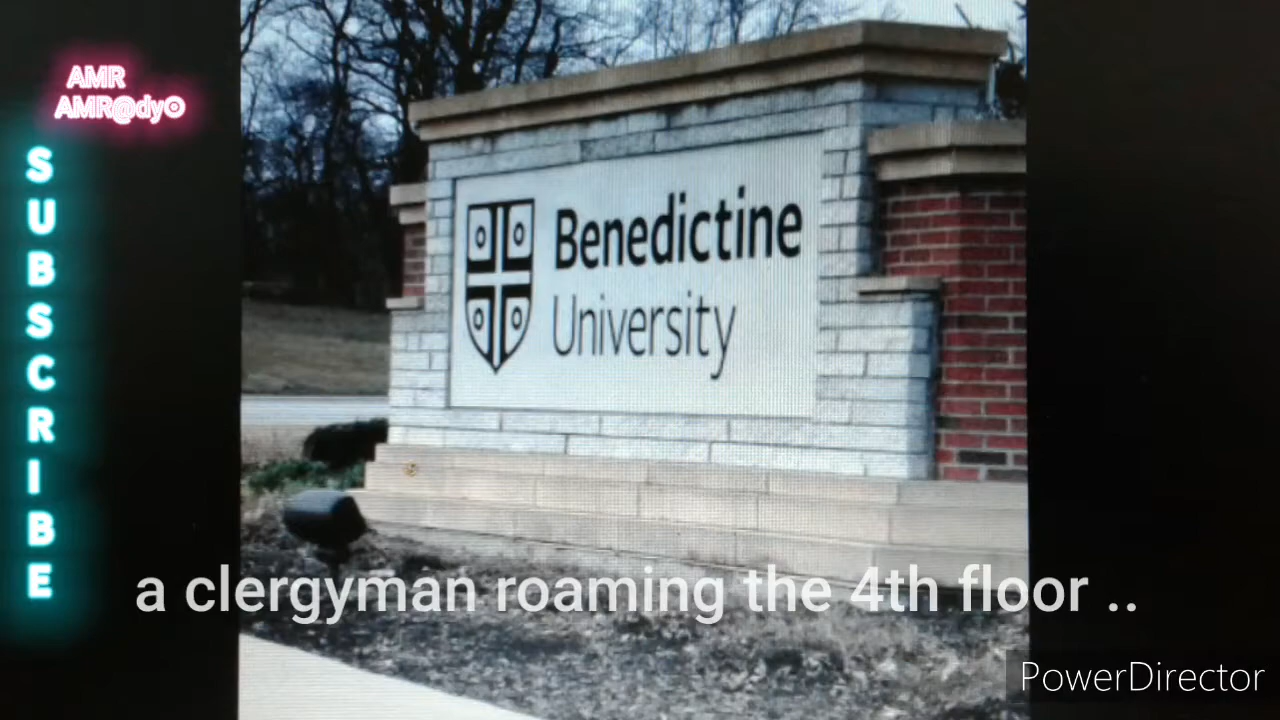 AMR
AMR@dy⊙
SUBSCRIBE
Benedictine
University
a clergyman roaming the 4th floor ..
PowerDirector